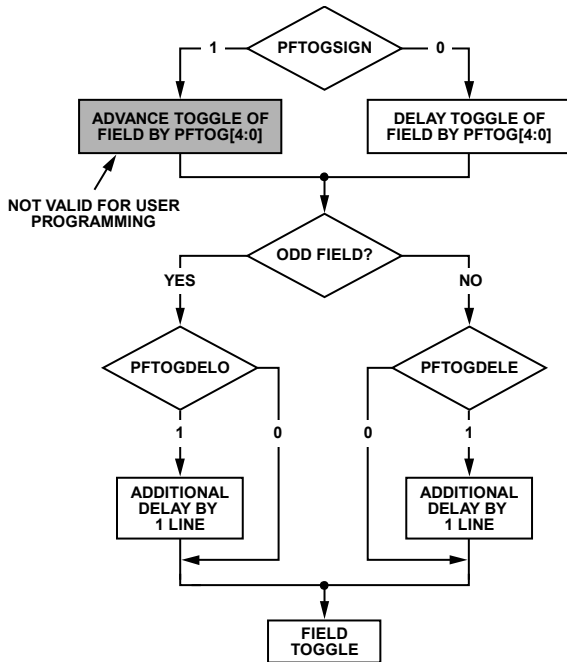 PFTOGSIGN
1
0
ADVANCE TOGGLE OF
FIELD BY PFTOG[4:0]
DELAY TOGGLE OF
FIELD BY PFTOG[4:0]
NOT VALID FOR USER
PROGRAMMING
ODD FIELD?
YES
NO
PFTOGDELO
PFTOGDELE
1
0
0
1
ADDITIONAL
DELAY BY
1 LINE
ADDITIONAL
DELAY BY
1 LINE
FIELD
TOGGLE